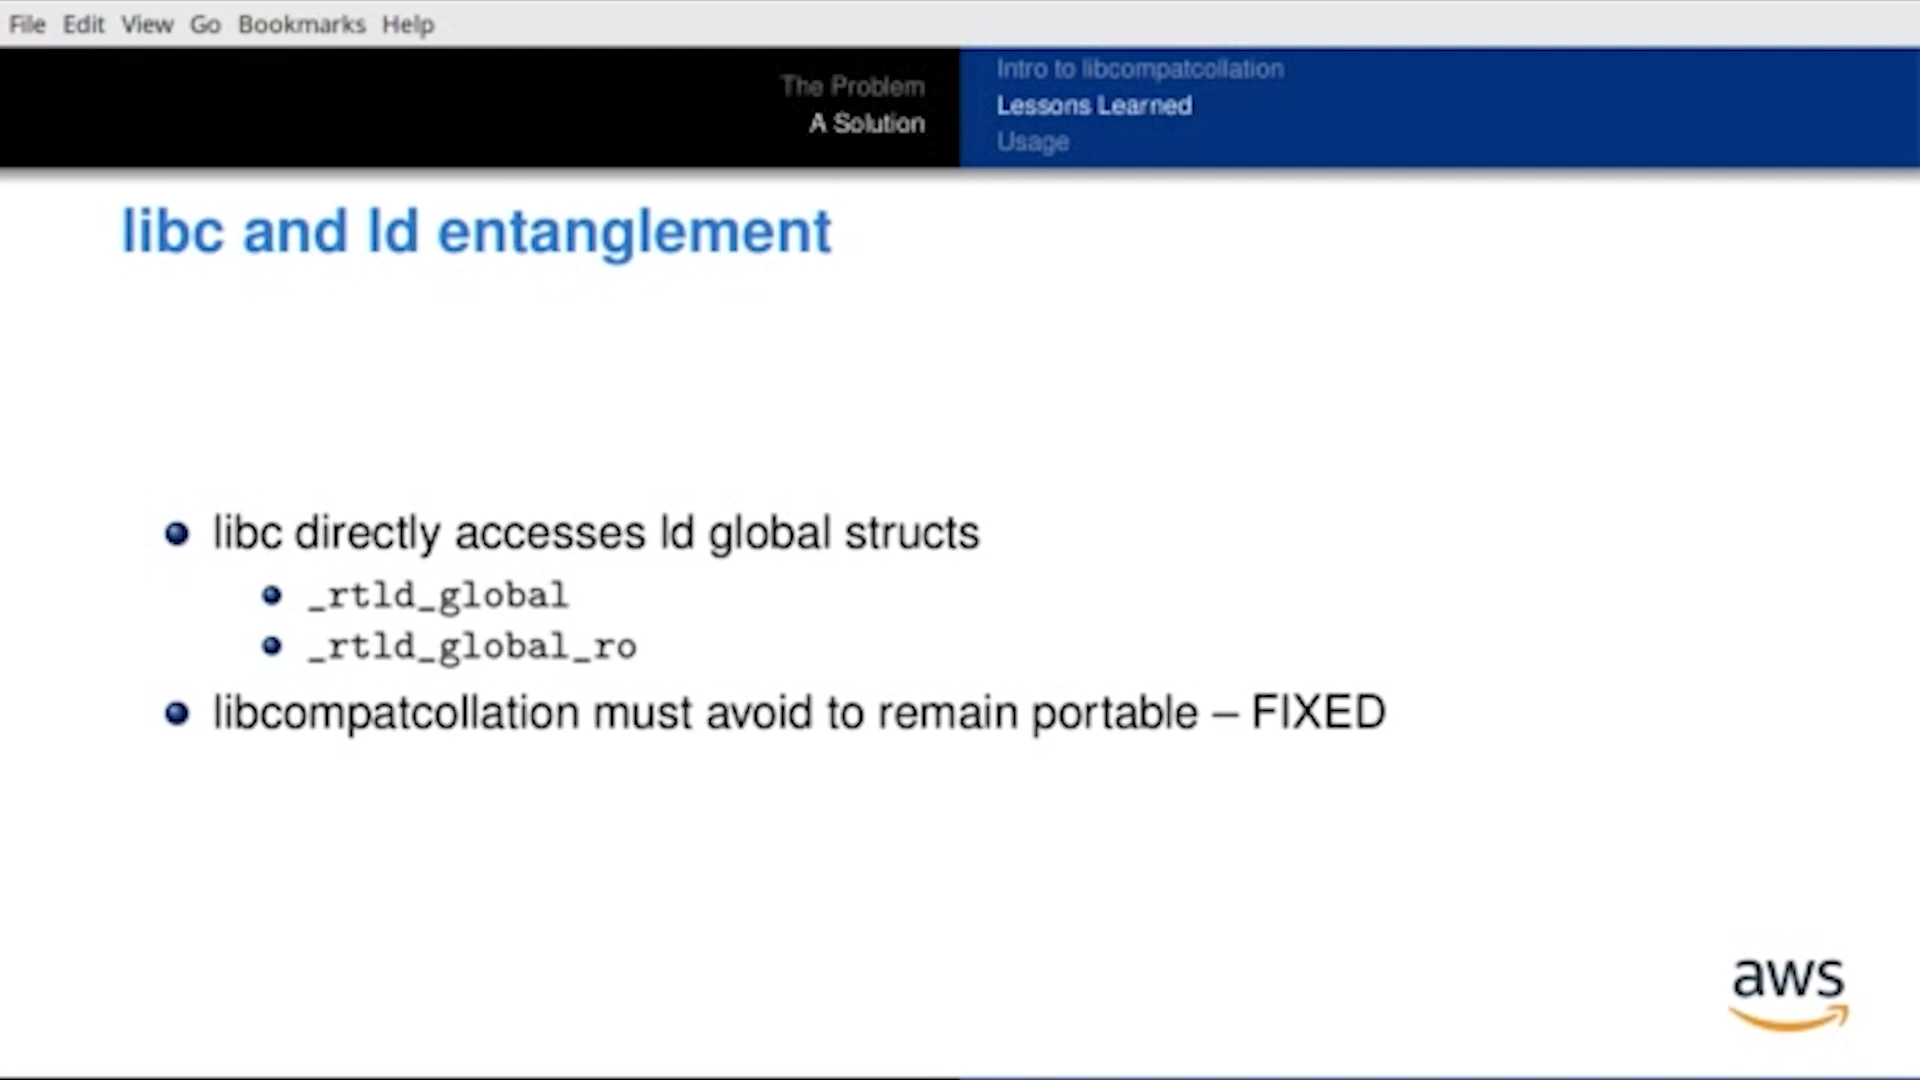 File Edit View Go Bookmarks Help
The Problem
A Solution
Intro to libcompatcollation
Lessons Learned
Usage
libc and ld entanglement
libc directly accesses ld global structs
_rtld_global
_rtld_global_ro
libcompatcollation must avoid to remain portable – FIXED
aws